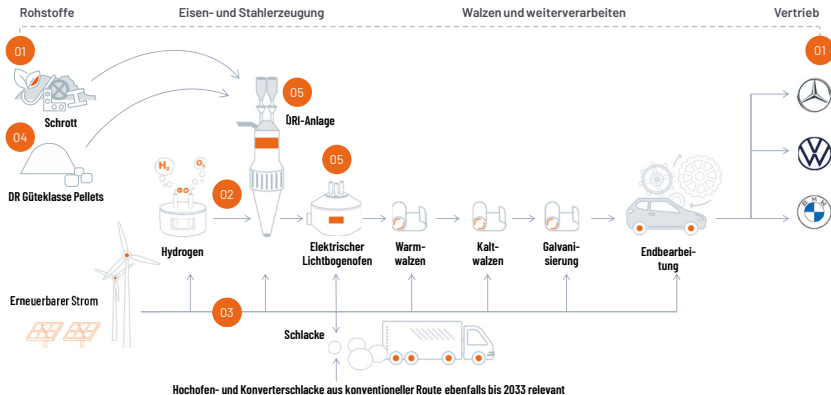 Rohstoffe
Eisen- und Stahlerzeugung
Walzen und weiterverarbeiten
Vertrieb
01
01
Schrott
05
DRI-Anlage
04
DR Güteklasse Pellets
H₂
O₂
02
05
Hydrogen
Elektrischer
Lichtbogenofen
Warm-
walzen
Kalt-
walzen
Galvani-
sierung
Endbearbei-
tung
Erneuerbarer Strom
03
Schlacke
Hochofen- und Konverterschlacke aus konventioneller Route ebenfalls bis 2033 relevant